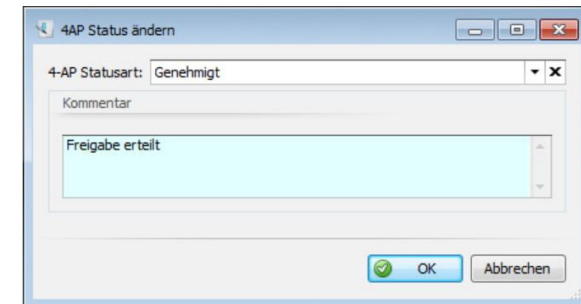 4AP Status ändern
4-AP Statusart: Genehmigt
Kommentar
Freigabe erteilt
OK Abbrechen